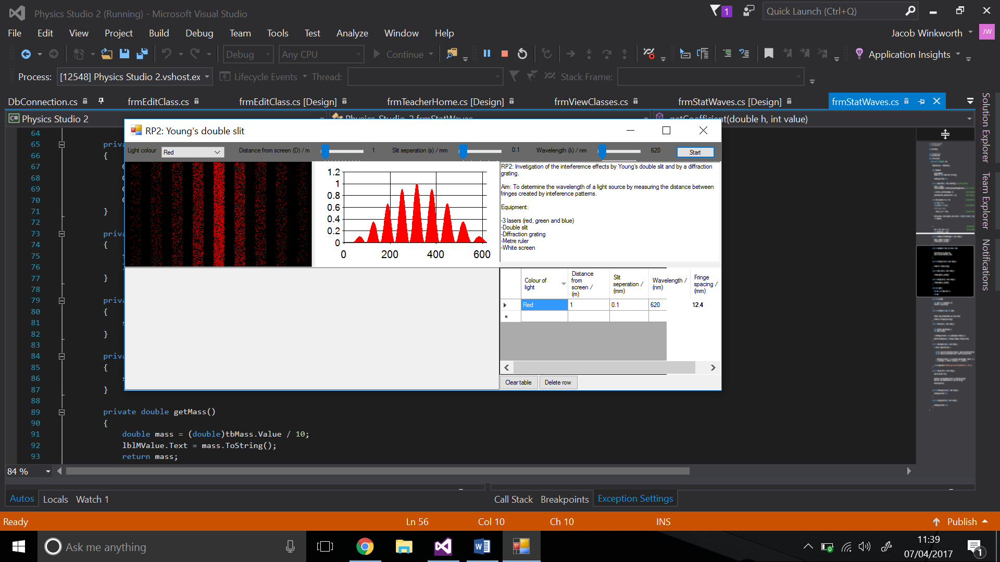 Physics Studio 2 (Running) - Microsoft Visual Studio
1
Quick Launch (Ctrl+Q)
File Edit View Project Build Debug Team Tools Test Analyze Window Help
Jacob Winkworth JW
Debug Any CPU Continue Application Insights
Process: [12548] Physics Studio 2.vshost.ex Lifecycle Events Thread: Stack Frame:
DbConnection.cs frmEditClass.cs frmEditClass.cs [Design] frmTeacherHome.cs [Design] frmViewClasses.cs frmStatWaves.cs [Design] frmStatWaves.cs
C# Physics Studio 2 Physics_Studio_2.frmStatWaves getCoefficient(double h, int value)
RP2: Young's double slit
Light colour Red Distance from screen (D) / m 1 Slit seperation (s) / mm 0.1 Wavelength (λ) / nm 620 Start
1.2
1
0.8
0.6
0.4
0.2
0
0 200 400 600
RP2: Invetigation of the interferemce effects by Young's double slit and by a diffraction
grating.
Aim: To determine the wavelength of a light source by measuring the distance between
fringes created by inteference patterns.
Equipment:
-3 lasers (red, green and blue)
-Double slit
-Diffraction grating
-Metre ruler
-White screen
Colour of
light
Distance
from
screen /
(m)
Slit
seperation /
(mm)
Wavelength /
(nm)
Fringe
spacing /
(mm)
Red 1 0.1 620 12.4
*
Clear table Delete row
64
65 priva
66 {
67
68
69
70
71 }
72
73 priva
74 {
75
76
77 }
78
79 priva
80 {
81 s
82 }
83
84 priva
85 {
86 s
87 }
88
89 private double getMass()
90 {
91 double mass = (double)tbMass.Value / 10;
92 lblMValue.Text = mass.ToString();
93 return mass;
84 %
Solution Explorer
Team Explorer
Notifications
Autos Locals Watch 1
Call Stack Breakpoints Exception Settings
Ready Ln 56 Col 10 Ch 10 INS Publish
Ask me anything
11:39
07/04/2017
1